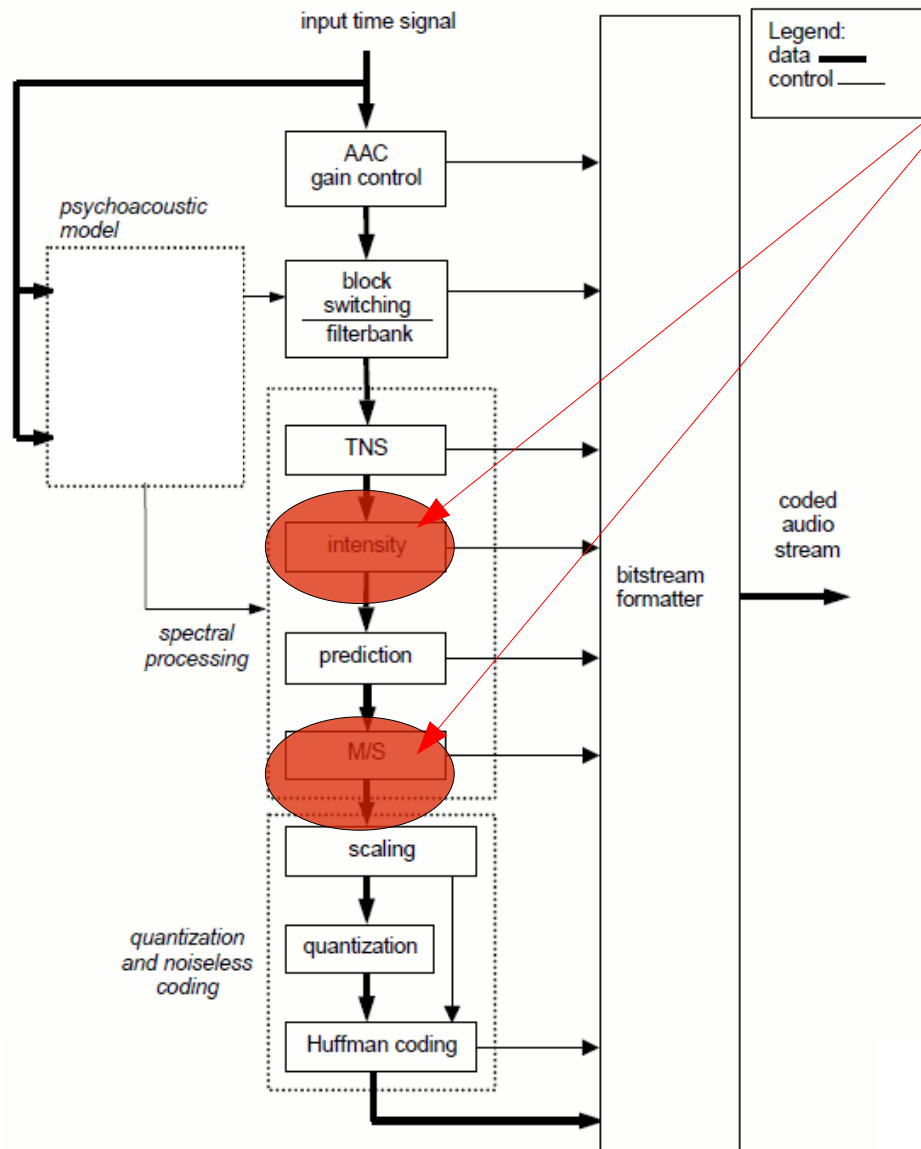 input time signal
Legend:
data
control
AAC
gain control
psychoacoustic
model
block
switching
filterbank
TNS
intensity
coded
audio
stream
bitstream
formatter
spectral
processing
prediction
M/S
scaling
quantization
and noiseless
coding
quantization
Huffman coding